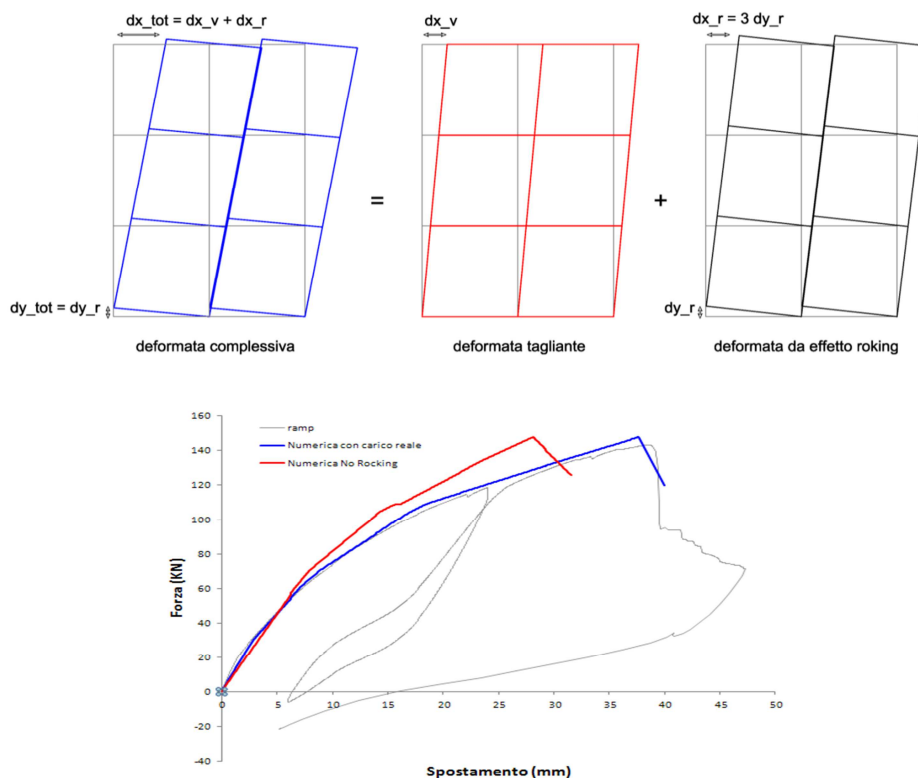 dx_tot = dx_v + dx_r
dx_v
dx_r = 3 dy_r
=
+
dy_tot = dy_r
dy_r
deformata complessiva
deformata tagliante
deformata da effetto roking
160
140
120
100
80
60
40
20
0
-20
-40
ramp
Numerica con carico reale
Numerica No Rocking
Forza (KN)
0 5 10 15 20 25 30 35 40 45 50
Spostamento (mm)